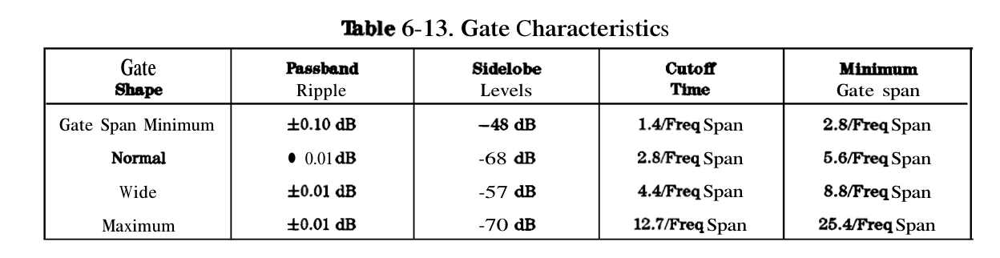 Table 6-13. Gate Characteristics
Gate Shape | Passband Ripple | Sidelobe Levels | Cutoff Time | Minimum Gate span
Gate Span Minimum | ±0.10 dB | −48 dB | 1.4/Freq Span | 2.8/Freq Span
Normal | • 0.01 dB | -68 dB | 2.8/Freq Span | 5.6/Freq Span
Wide | ±0.01 dB | -57 dB | 4.4/Freq Span | 8.8/Freq Span
Maximum | ±0.01 dB | -70 dB | 12.7/Freq Span | 25.4/Freq Span